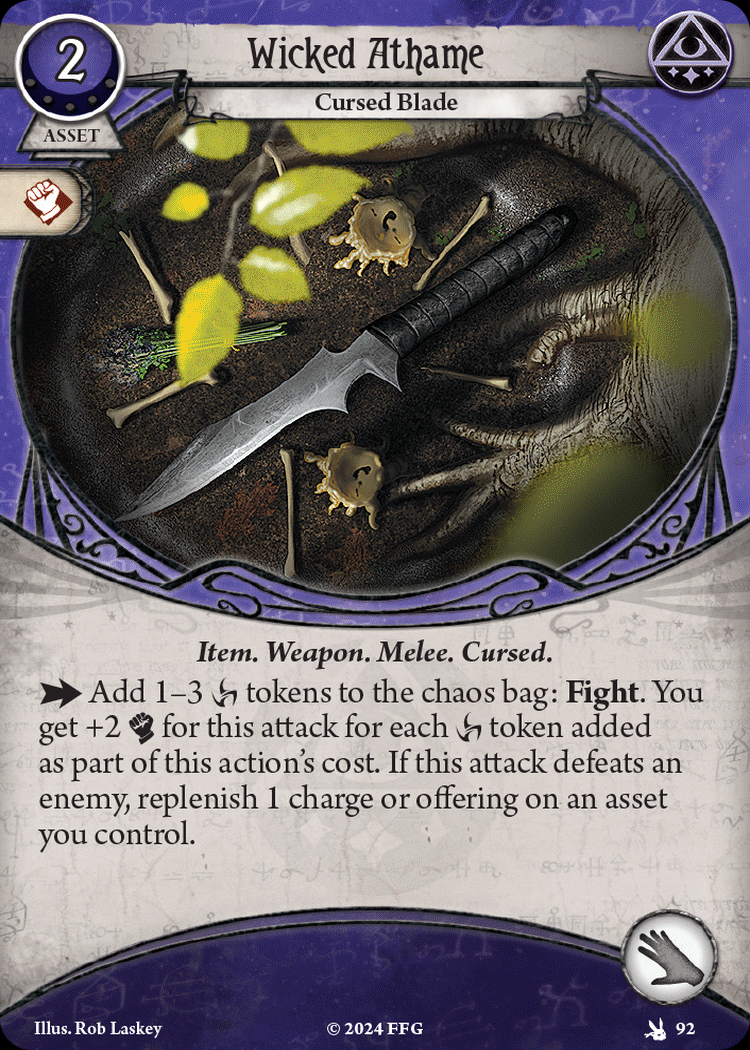 2
Wicked Athame
Cursed Blade
ASSET
Item. Weapon. Melee. Cursed.
Add 1–3 tokens to the chaos bag: Fight. You
get +2 for this attack for each token added
as part of this action’s cost. If this attack defeats an
enemy, replenish 1 charge or offering on an asset
you control.
Illus. Rob Laskey
© 2024 FFG
92